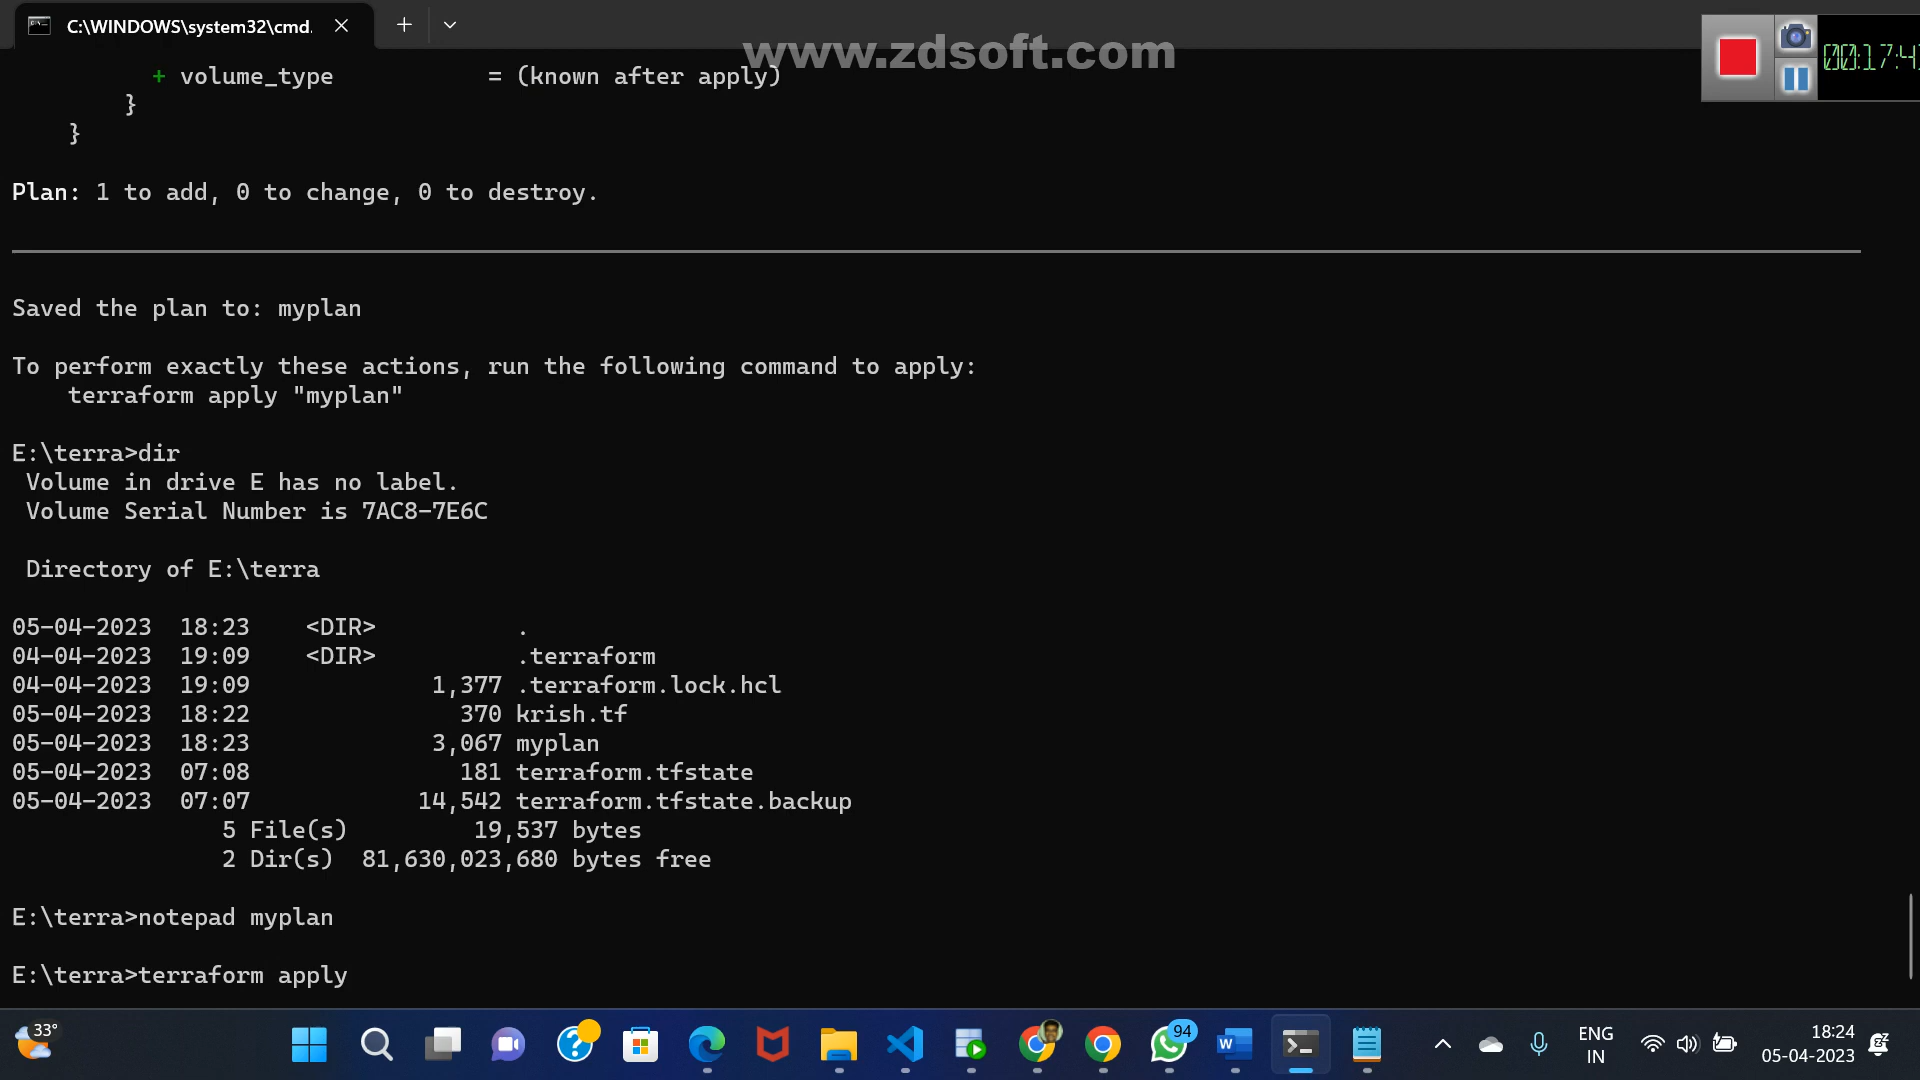 C:\WINDOWS\system32\cmd.
www.zdsoft.com
+ volume_type = (known after apply)
}
}
Plan: 1 to add, 0 to change, 0 to destroy.
Saved the plan to: myplan
To perform exactly these actions, run the following command to apply:
terraform apply "myplan"
E:\terra>dir
Volume in drive E has no label.
Volume Serial Number is 7AC8-7E6C
Directory of E:\terra
05-04-2023 18:23 <DIR> .
04-04-2023 19:09 <DIR> .terraform
04-04-2023 19:09 1,377 .terraform.lock.hcl
05-04-2023 18:22 370 krish.tf
05-04-2023 18:23 3,067 myplan
05-04-2023 07:08 181 terraform.tfstate
05-04-2023 07:07 14,542 terraform.tfstate.backup
5 File(s) 19,537 bytes
2 Dir(s) 81,630,023,680 bytes free
E:\terra>notepad myplan
E:\terra>terraform apply
33°
94
ENG
IN
18:24
05-04-2023